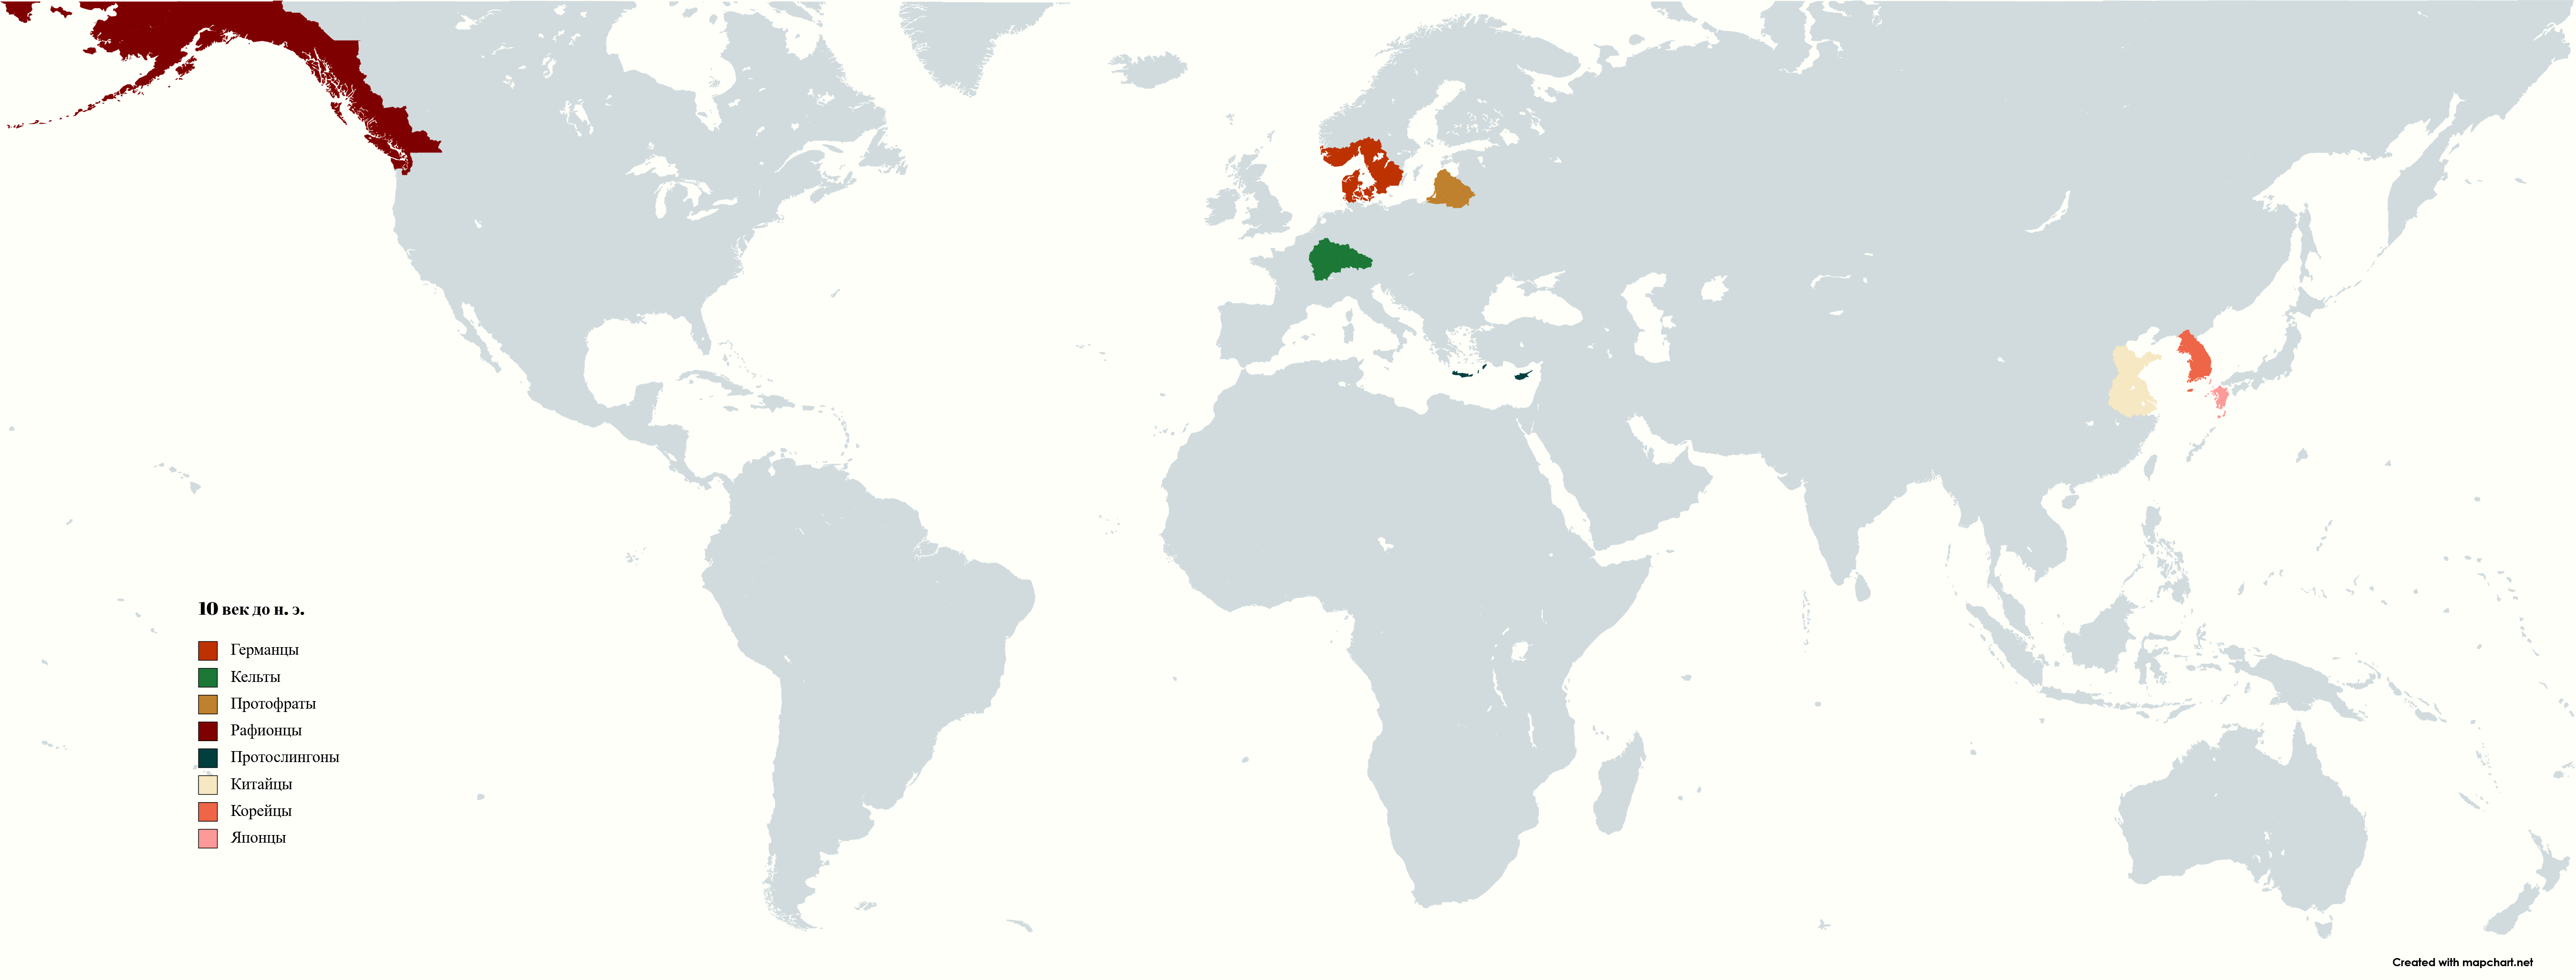 10 век до н. э.
Германцы
Кельты
Протофраты
Рафионцы
Протослингоны
Китайцы
Корейцы
Японцы
Created with mapchart.net